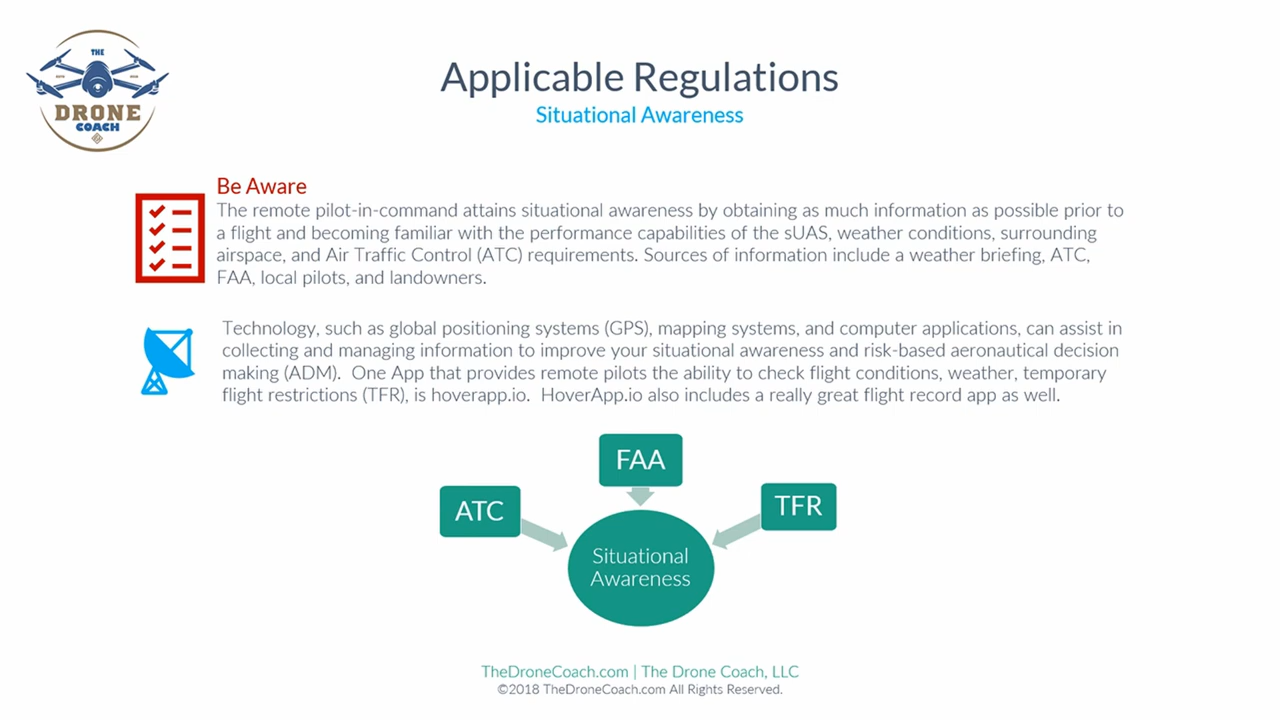 THE
DRONE
COACH
Applicable Regulations
Situational Awareness
Be Aware
The remote pilot-in-command attains situational awareness by obtaining as much information as possible prior to
a flight and becoming familiar with the performance capabilities of the sUAS, weather conditions, surrounding
airspace, and Air Traffic Control (ATC) requirements. Sources of information include a weather briefing, ATC,
FAA, local pilots, and landowners.
Technology, such as global positioning systems (GPS), mapping systems, and computer applications, can assist in
collecting and managing information to improve your situational awareness and risk-based aeronautical decision
making (ADM).  One App that provides remote pilots the ability to check flight conditions, weather, temporary
flight restrictions (TFR), is hoverapp.io.  HoverApp.io also includes a really great flight record app as well.
FAA
ATC
TFR
Situational
Awareness
TheDroneCoach.com | The Drone Coach, LLC
©2018 TheDroneCoach.com All Rights Reserved.